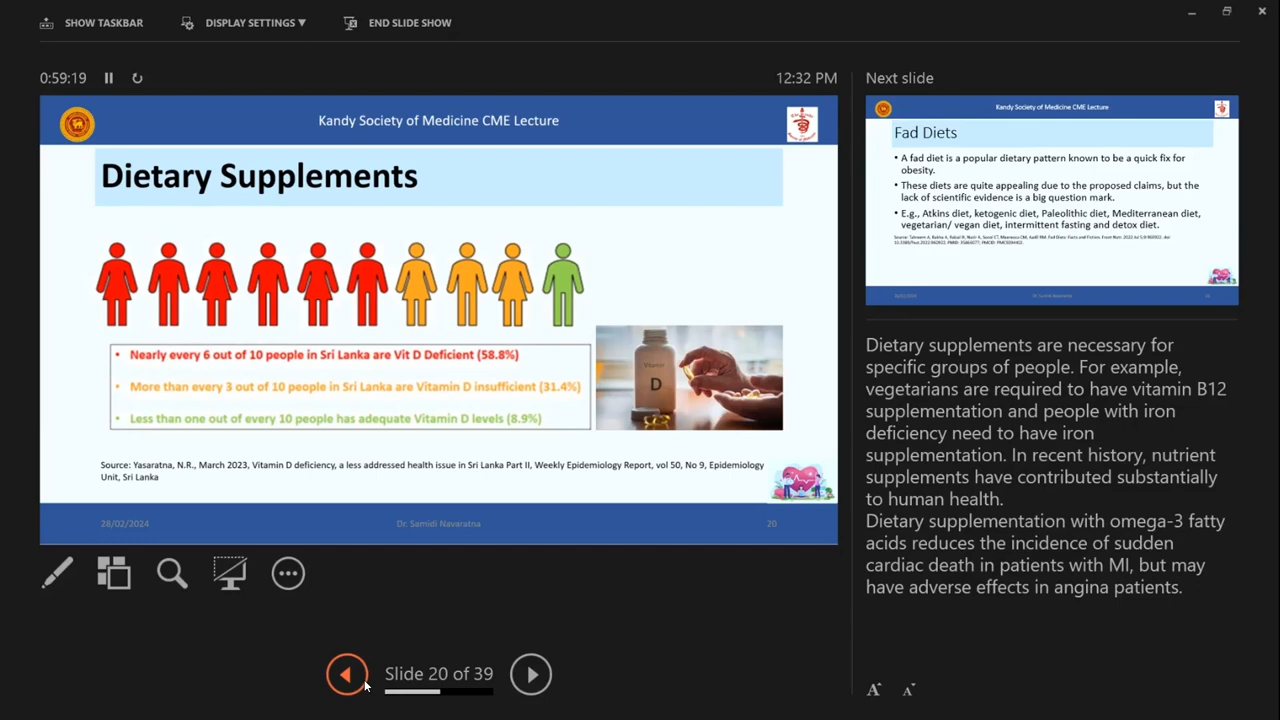 SHOW TASKBAR
DISPLAY SETTINGS ▼
END SLIDE SHOW
0:59:19
12:32 PM
Kandy Society of Medicine CME Lecture
Dietary Supplements
• Nearly every 6 out of 10 people in Sri Lanka are Vit D Deficient (58.8%)
• More than every 3 out of 10 people in Sri Lanka are Vitamin D insufficient (31.4%)
• Less than one out of every 10 people has adequate Vitamin D levels (8.9%)
Vitamin
D
Source: Yasaratna, N.R., March 2023, Vitamin D deficiency, a less addressed health issue in Sri Lanka Part II, Weekly Epidemiology Report, vol 50, No 9, Epidemiology
Unit, Sri Lanka
28/02/2024
Dr. Samidi Navaratna
20
Slide 20 of 39
Next slide
Kandy Society of Medicine CME Lecture
Fad Diets
• A fad diet is a popular dietary pattern known to be a quick fix for
obesity.
• These diets are quite appealing due to the proposed claims, but the
lack of scientific evidence is a big question mark.
• E.g., Atkins diet, ketogenic diet, Paleolithic diet, Mediterranean diet,
vegetarian/ vegan diet, intermittent fasting and detox diet.
Dr. Samidi Navaratna
Dietary supplements are necessary for
specific groups of people. For example,
vegetarians are required to have vitamin B12
supplementation and people with iron
deficiency need to have iron
supplementation. In recent history, nutrient
supplements have contributed substantially
to human health.
Dietary supplementation with omega-3 fatty
acids reduces the incidence of sudden
cardiac death in patients with MI, but may
have adverse effects in angina patients.
A A